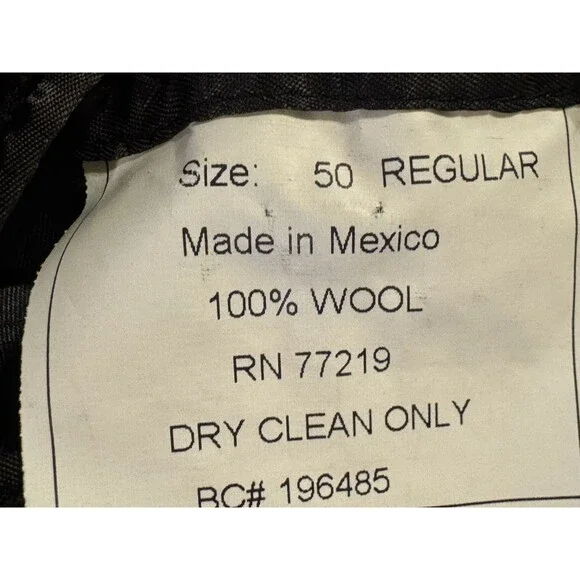 Size: 50 REGULAR
Made in Mexico
100% WOOL
RN 77219
DRY CLEAN ONLY
BC# 196485